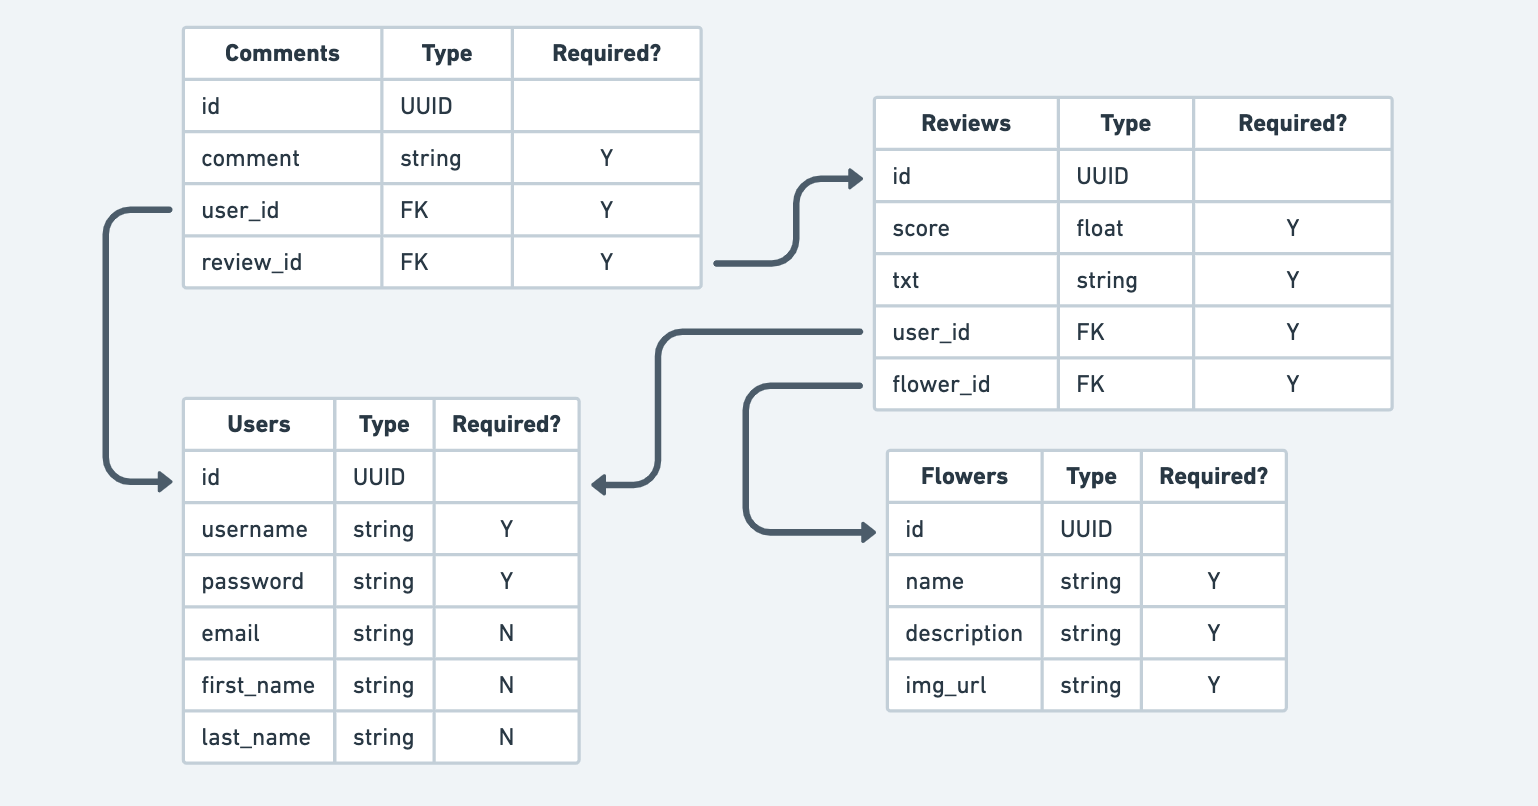 Comments Type Required?
id UUID
comment string Y
user_id FK Y
review_id FK Y
Reviews Type Required?
id UUID
score float Y
txt string Y
user_id FK Y
flower_id FK Y
Users Type Required?
id UUID
username string Y
password string Y
email string N
first_name string N
last_name string N
Flowers Type Required?
id UUID
name string Y
description string Y
img_url string Y